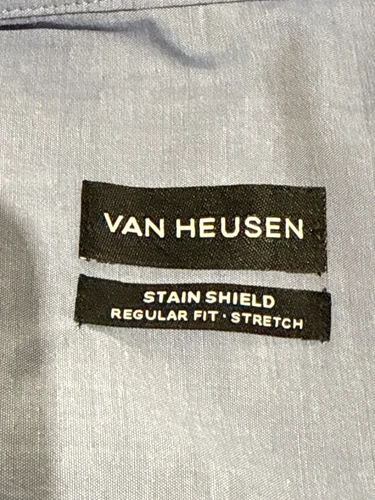 VAN HEUSEN
STAIN SHIELD
REGULAR FIT · STRETCH